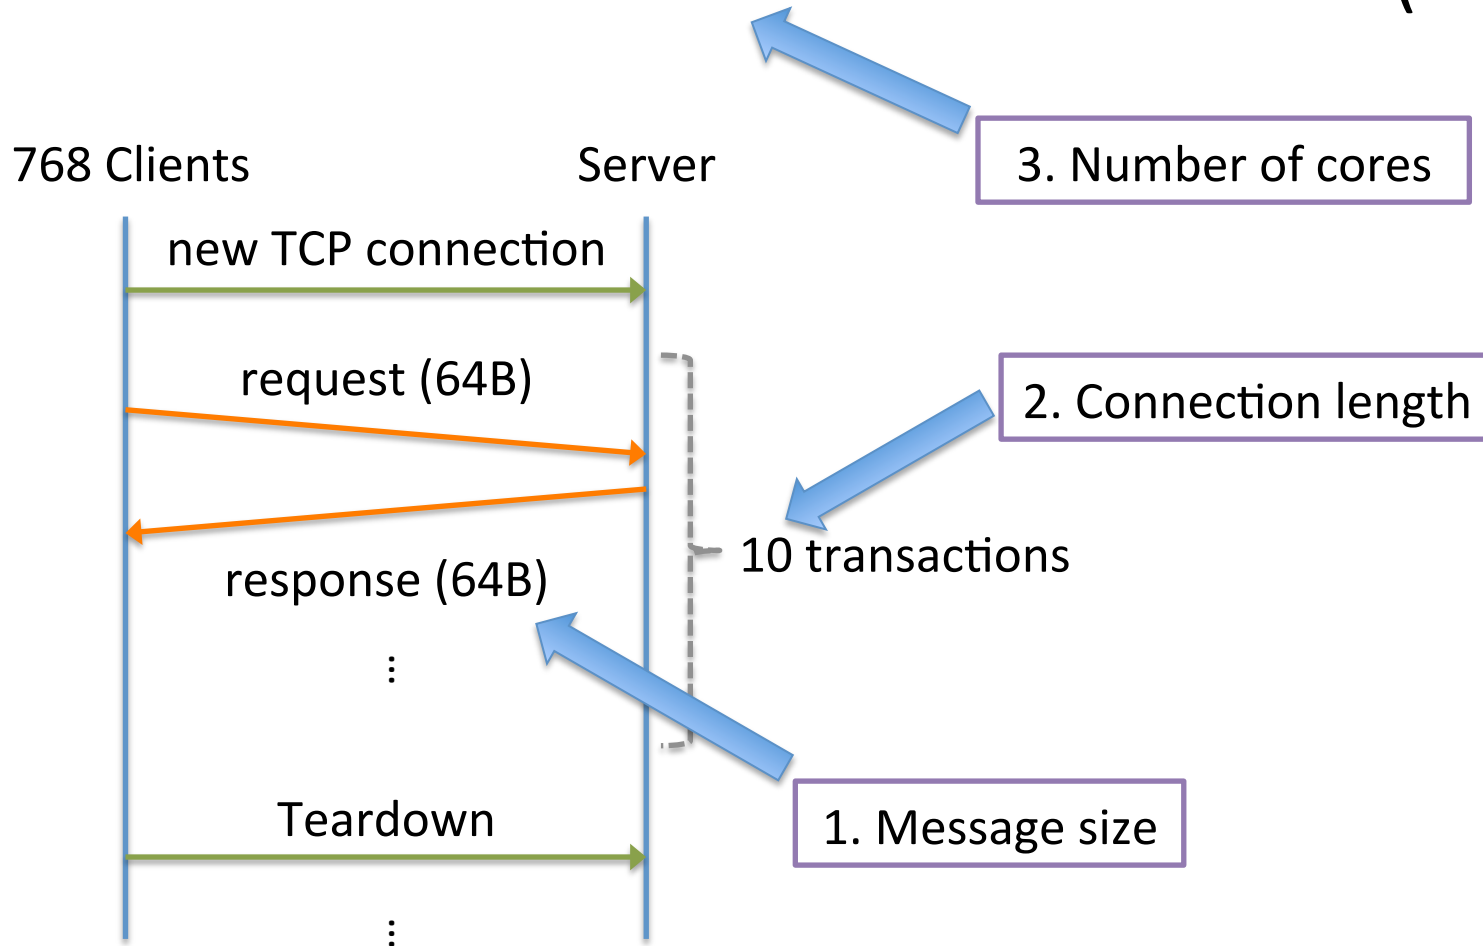 3. Number of cores
768 Clients
Server
new TCP connection
request (64B)
2. Connection length
10 transactions
response (64B)
⋮
1. Message size
Teardown
⋮